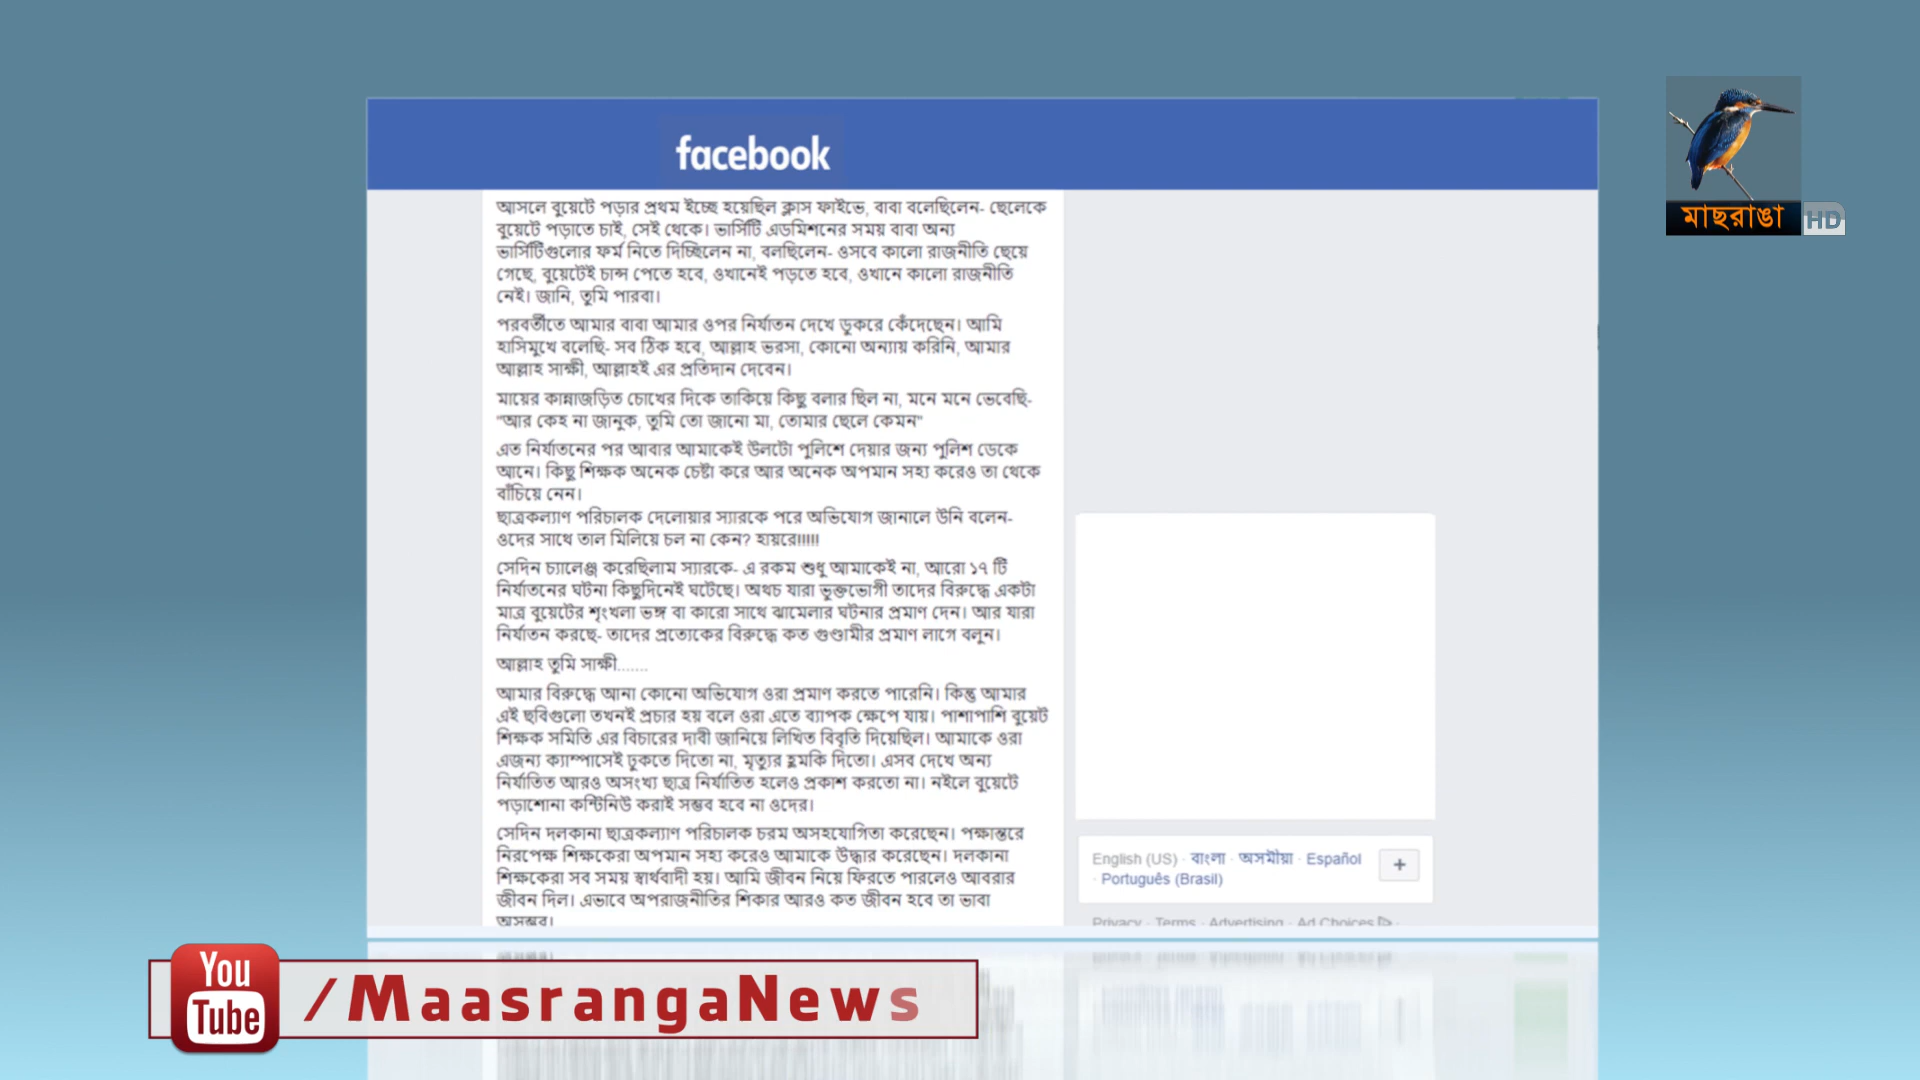 facebook
মাছরাঙা HD
আসলে বুয়েটে পড়ার প্রথম ইচ্ছে হয়েছিল ক্লাস ফাইভে, বাবা বলেছিলেন- ছেলেকে
বুয়েটে পড়াতে চাই, সেই থেকে। ভার্সিটি এডমিশনের সময় বাবা অন্য
ভার্সিটিগুলোর ফর্ম নিতে দিচ্ছিলেন না, বলছিলেন- ওসবে কালো রাজনীতি ছেয়ে
গেছে, বুয়েটেই চান্স পেতে হবে, ওখানেই পড়তে হবে, ওখানে কালো রাজনীতি
নেই। জানি, তুমি পারবা।
পরবর্তীতে আমার বাবা আমার ওপর নির্যাতন দেখে ডুকরে কেঁদেছেন। আমি
হাসিমুখে বলেছি- সব ঠিক হবে, আল্লাহ ভরসা, কোনো অন্যায় করিনি, আমার
আল্লাহ সাক্ষী, আল্লাহই এর প্রতিদান দেবেন।
মায়ের কান্নাজড়িত চোখের দিকে তাকিয়ে কিছু বলার ছিল না, মনে মনে ভেবেছি-
"আর কেহ না জানুক, তুমি তো জানো মা, তোমার ছেলে কেমন"
এত নির্যাতনের পর আবার আমাকেই উলটো পুলিশে দেয়ার জন্য পুলিশ ডেকে
আনে। কিছু শিক্ষক অনেক চেষ্টা করে আর অনেক অপমান সহ্য করেও তা থেকে
বাঁচিয়ে নেন।
ছাত্রকল্যাণ পরিচালক দেলোয়ার স্যারকে পরে অভিযোগ জানালে উনি বলেন-
ওদের সাথে তাল মিলিয়ে চল না কেন? হায়রে!!!!!
সেদিন চ্যালেঞ্জ করেছিলাম স্যারকে- এ রকম শুধু আমাকেই না, আরো ১৭ টি
নির্যাতনের ঘটনা কিছুদিনেই ঘটেছে। অথচ যারা ভুক্তভোগী তাদের বিরুদ্ধে একটা
মাত্র বুয়েটের শৃংখলা ভঙ্গ বা কারো সাথে ঝামেলার ঘটনার প্রমাণ দেন। আর যারা
নির্যাতন করছে- তাদের প্রত্যেকের বিরুদ্ধে কত গুণ্ডামীর প্রমাণ লাগে বলুন।
আল্লাহ তুমি সাক্ষী.......
আমার বিরুদ্ধে আনা কোনো অভিযোগ ওরা প্রমাণ করতে পারেনি। কিন্তু আমার
এই ছবিগুলো তখনই প্রচার হয় বলে ওরা এতে ব্যাপক ক্ষেপে যায়। পাশাপাশি বুয়েট
শিক্ষক সমিতি এর বিচারের দাবী জানিয়ে লিখিত বিবৃতি দিয়েছিল। আমাকে ওরা
এজন্য ক্যাম্পাসেই ঢুকতে দিতো না, মৃত্যুর হুমকি দিতো। এসব দেখে অন্য
নির্যাতিত আরও অসংখ্য ছাত্র নির্যাতিত হলেও প্রকাশ করতো না। নইলে বুয়েটে
পড়াশোনা কন্টিনিউ করাই সম্ভব হবে না ওদের।
সেদিন দলকানা ছাত্রকল্যাণ পরিচালক চরম অসহযোগিতা করেছেন। পক্ষান্তরে
নিরপেক্ষ শিক্ষকেরা অপমান সহ্য করেও আমাকে উদ্ধার করেছেন। দলকানা
শিক্ষকেরা সব সময় স্বার্থবাদী হয়। আমি জীবন নিয়ে ফিরতে পারলেও আবরার
জীবন দিল। এভাবে অপরাজনীতির শিকার আরও কত জীবন হবে তা ভাবা
অসম্ভব।
English (US) · বাংলা · অসমীয়া · Español
· Português (Brasil)
+
Privacy · Terms · Advertising · Ad Choices ·
You Tube /MaasrangaNews